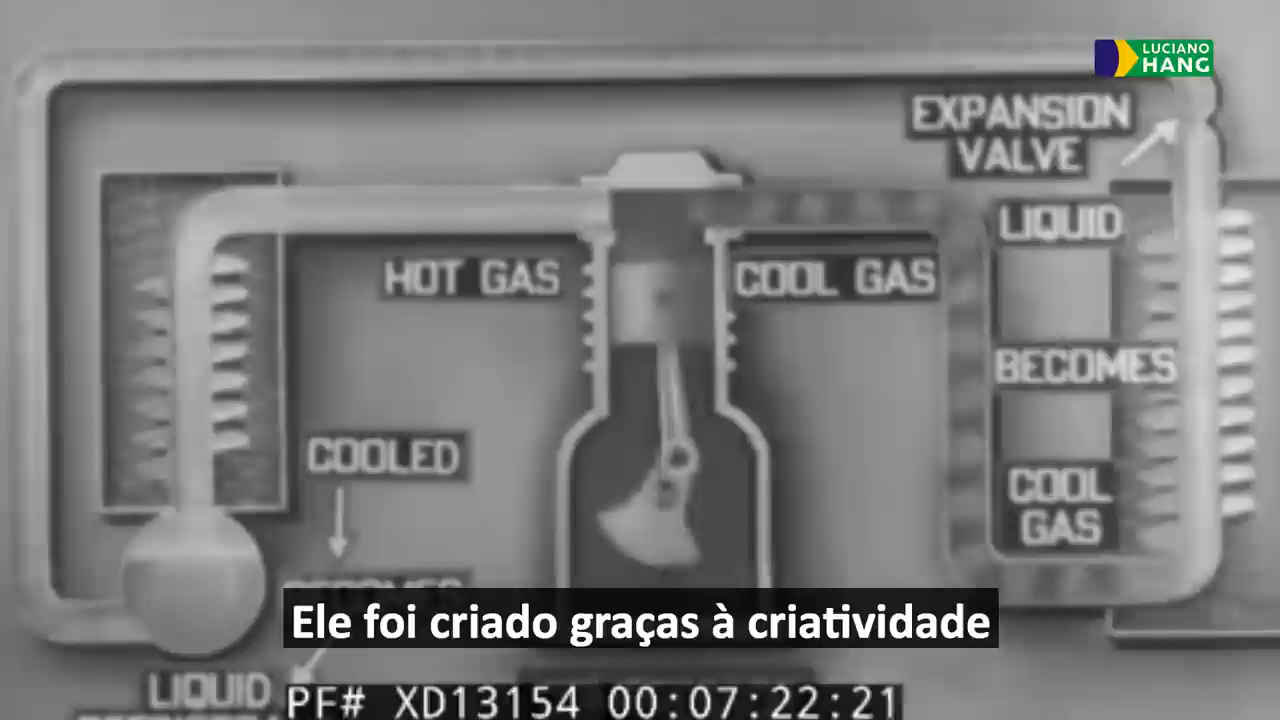 LUCIANO
HANG
EXPANSION
VALVE
LIQUID
HOT GAS
COOL GAS
BECOMES
COOLED
COOL
GAS
BECOMES
Ele foi criado graças à criatividade
LIQUID
PF# XD13154 00:07:22:21